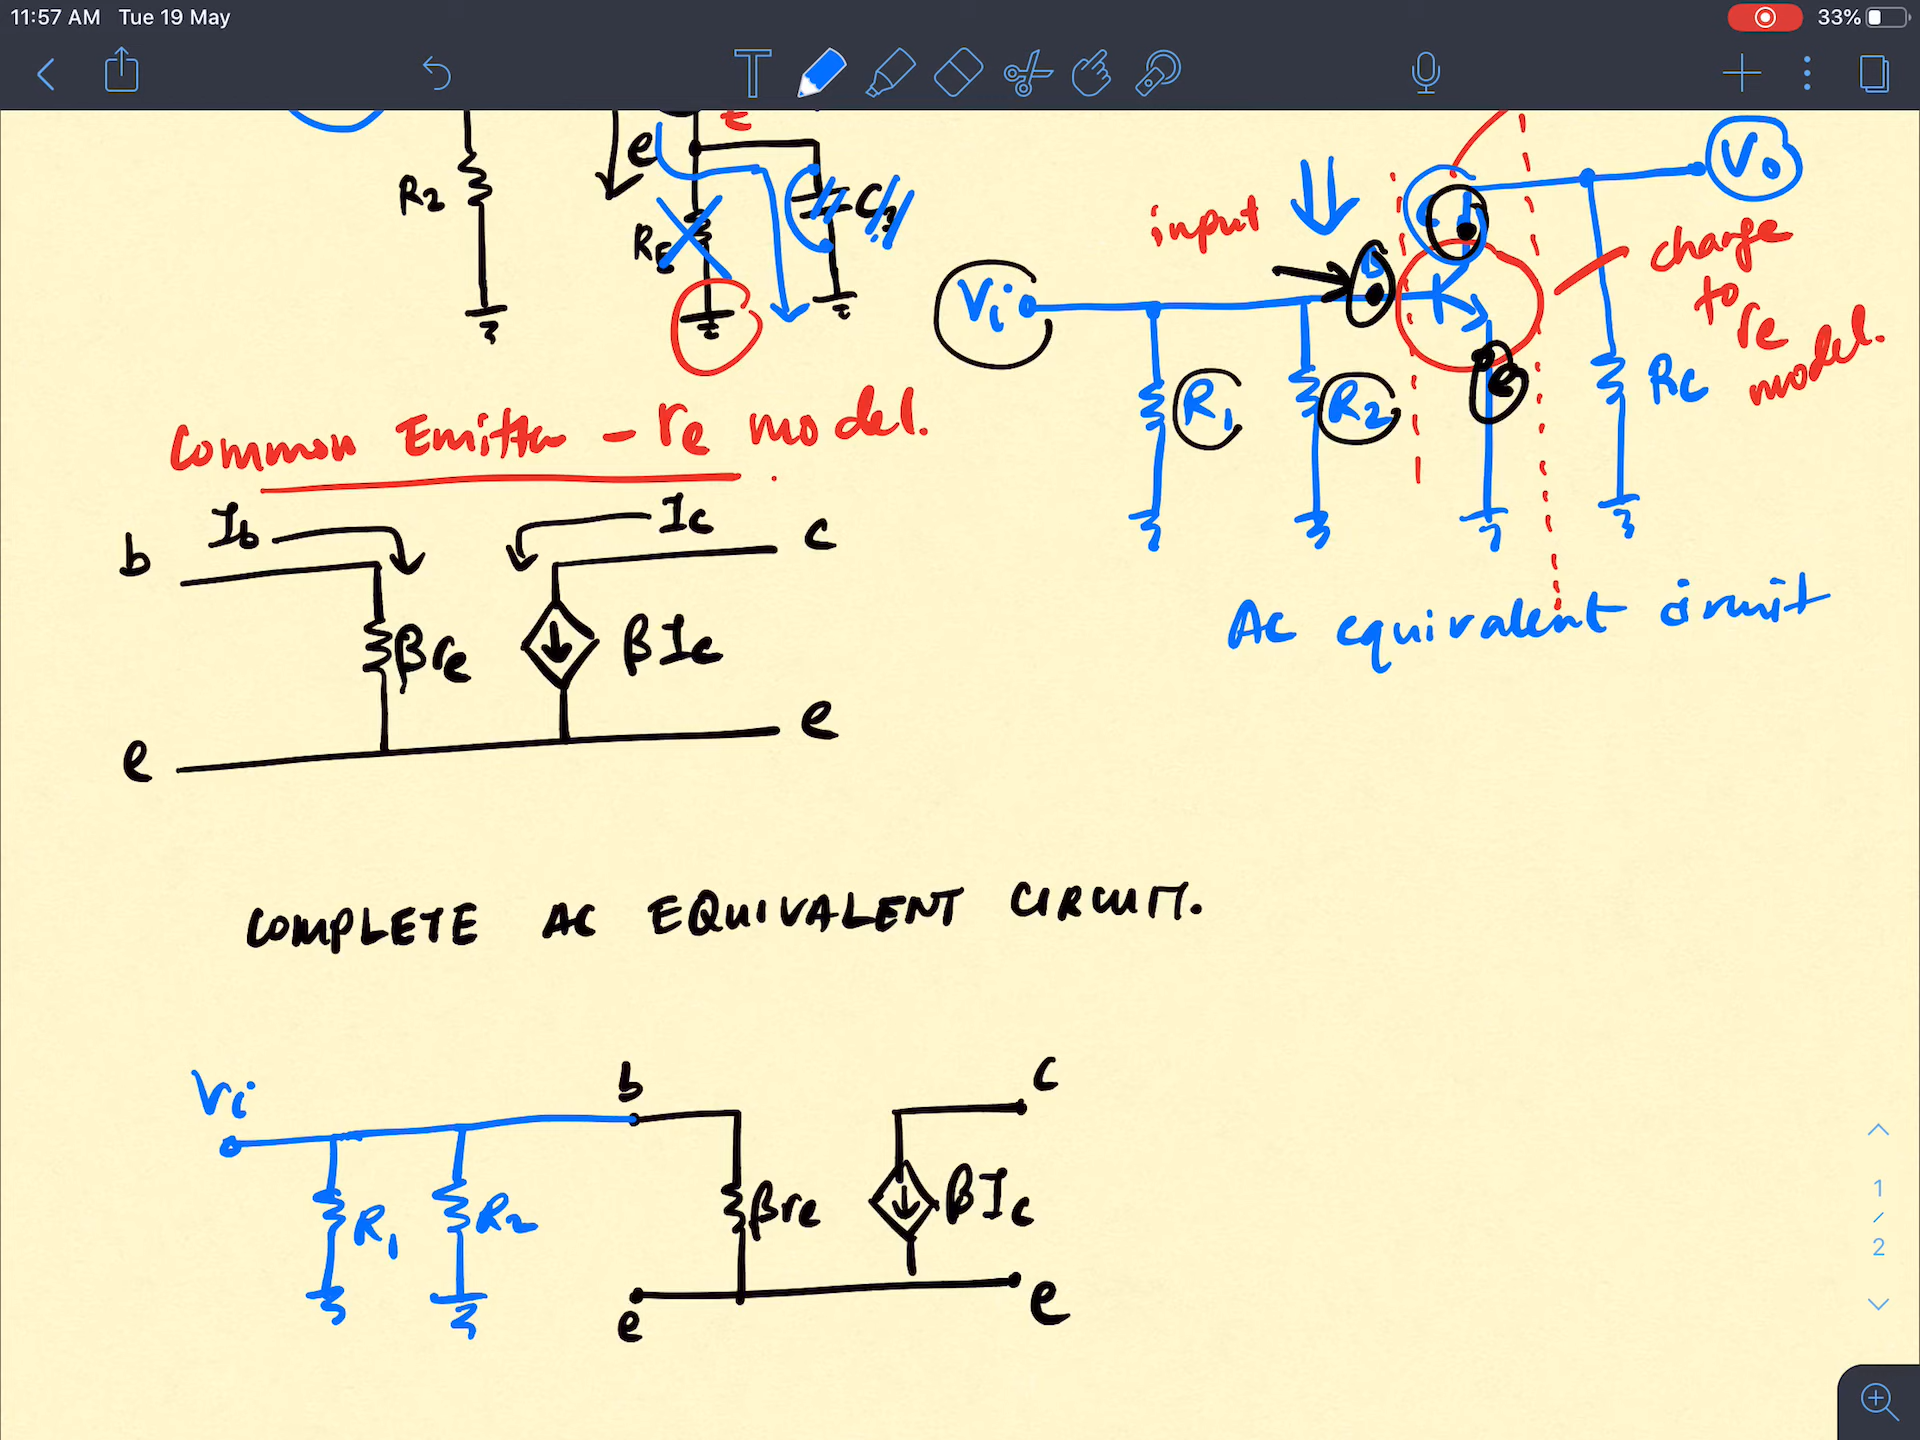 11:57 AM Tue 19 May
33%
T
e
R2
RE
Vo
input
b
Vi
change
to
re
model.
R1
R2
e
RC
Common Emitter - re model.
Ib
Ic
b
c
βre
βIc
e
e
AC equivalent circuit
COMPLETE AC EQUIVALENT CIRCUIT.
Vi
b
c
R1
R2
βre
βIc
e
e
1
/
2